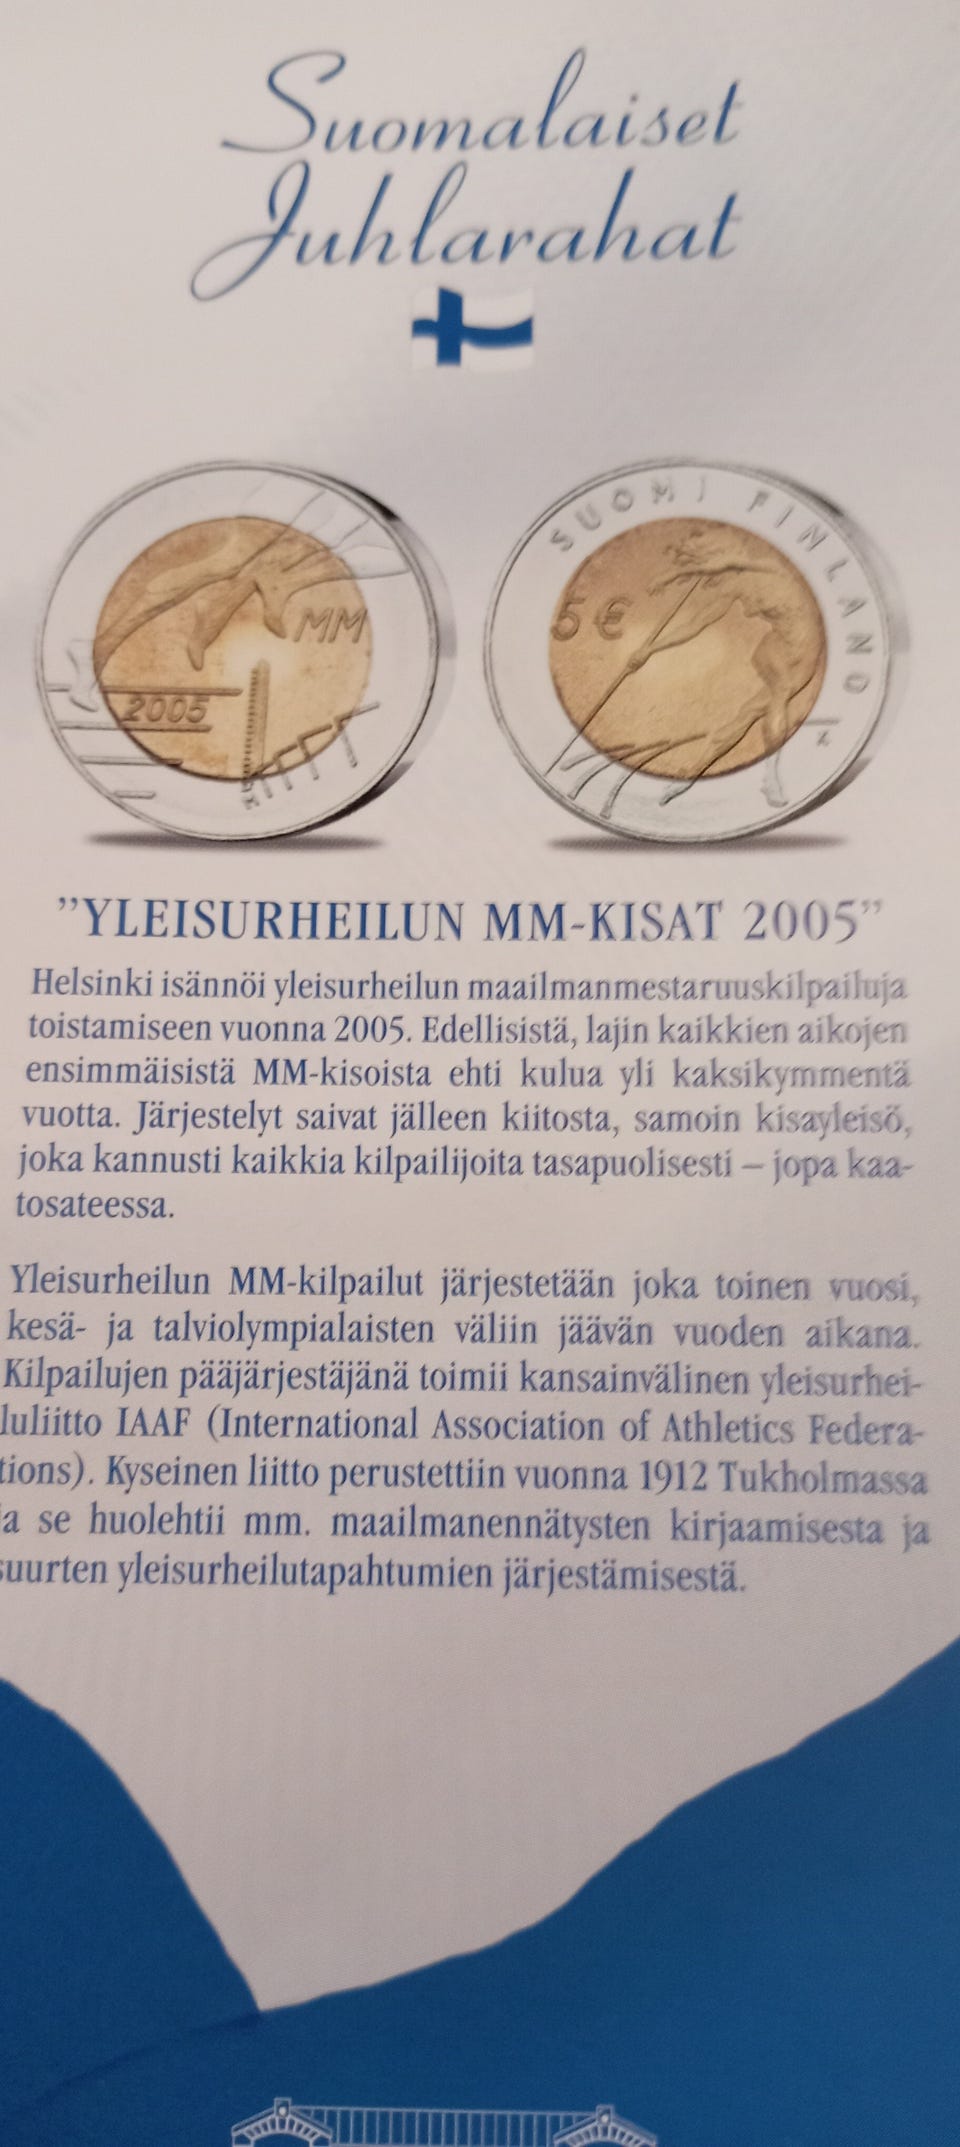 Suomalaiset
Juhlarahat
SUOMI FINLAND
MM
5 €
2005
"YLEISURHEILUN MM-KISAT 2005"
Helsinki isännöi yleisurheilun maailmanmestaruuskilpailuja
toistamiseen vuonna 2005. Edellisistä, lajin kaikkien aikojen
ensimmäisistä MM-kisoista ehti kulua yli kaksikymmentä
vuotta. Järjestelyt saivat jälleen kiitosta, samoin kisayleisö,
joka kannusti kaikkia kilpailijoita tasapuolisesti – jopa kaa-
tosateessa.
Yleisurheilun MM-kilpailut järjestetään joka toinen vuosi,
kesä- ja talviolympialaisten väliin jäävän vuoden aikana.
Kilpailujen pääjärjestäjänä toimii kansainvälinen yleisurhei-
luliitto IAAF (International Association of Athletics Federa-
tions). Kyseinen liitto perustettiin vuonna 1912 Tukholmassa
ja se huolehtii mm. maailmanennätysten kirjaamisesta ja
suurten yleisurheilutapahtumien järjestämisestä.